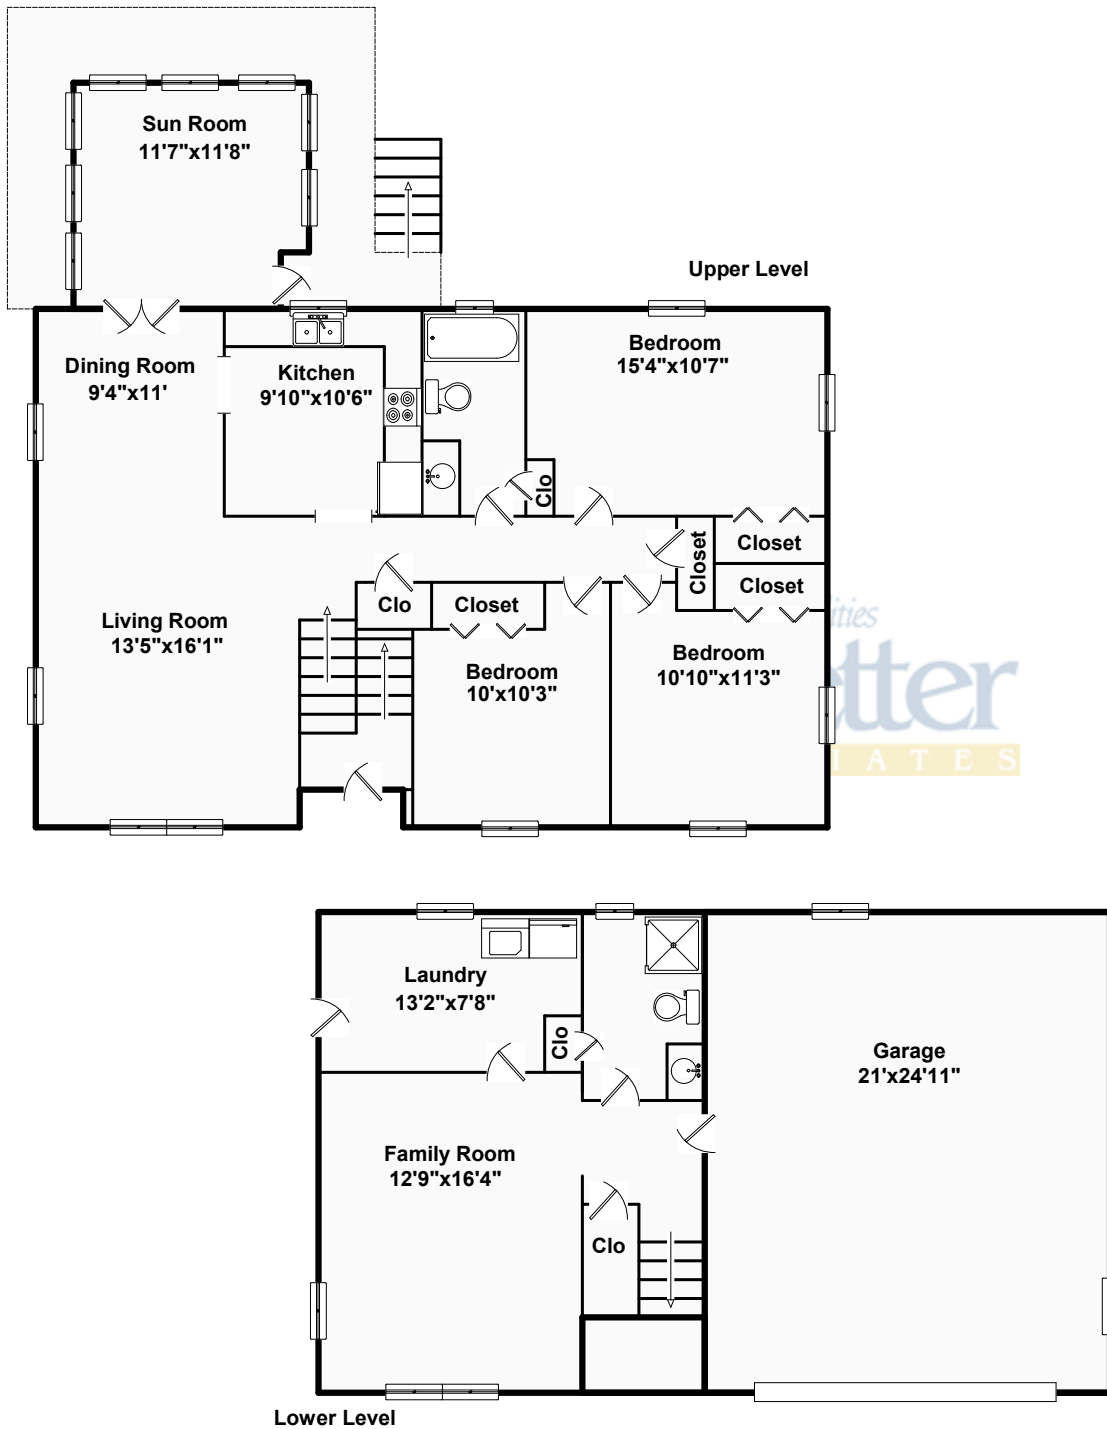 Sun Room
11'7"x11'8"
Upper Level
Dining Room
9'4"x11'
Kitchen
9'10"x10'6"
Bedroom
15'4"x10'7"
Clo
Closet
Closet
Closet
Clo
Closet
Living Room
13'5"x16'1"
Bedroom
10'x10'3"
Bedroom
10'10"x11'3"
ities
etter
I A T E S
Laundry
13'2"x7'8"
Clo
Garage
21'x24'11"
Family Room
12'9"x16'4"
Clo
Lower Level